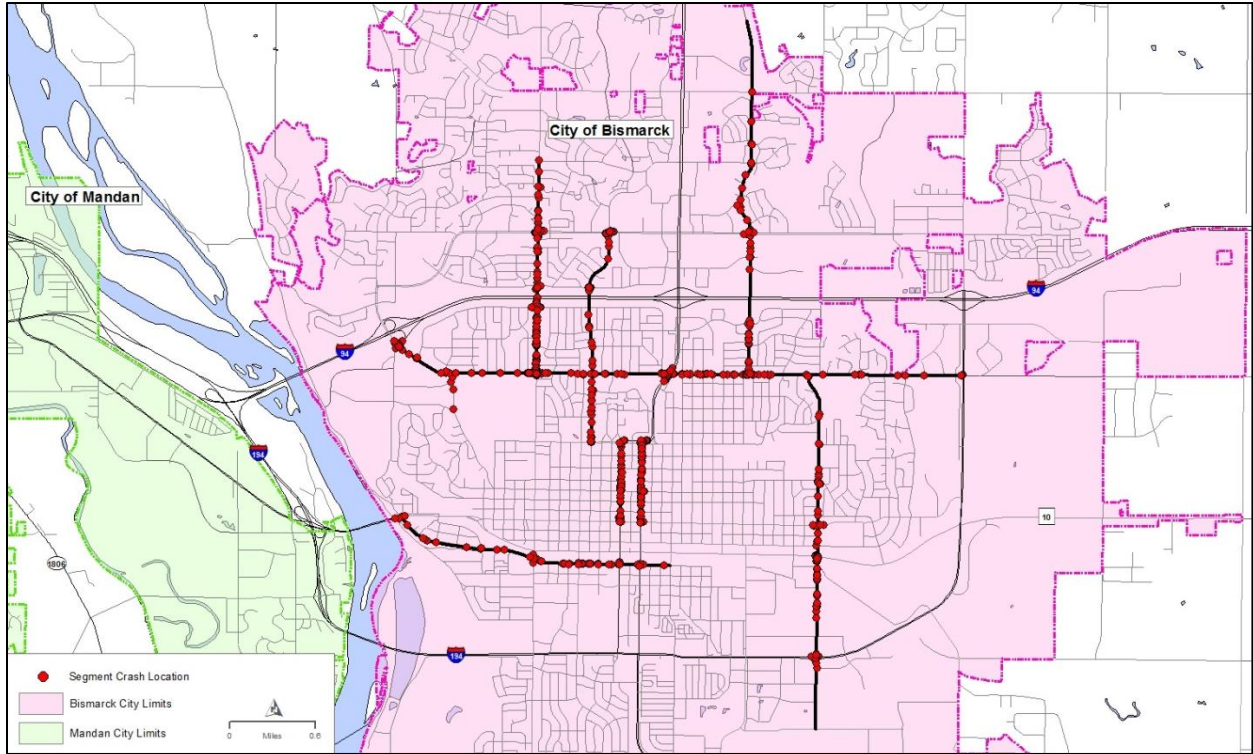 City of Bismarck
City of Mandan
94
94
194
10
1806
194
Segment Crash Location
Bismarck City Limits
Mandan City Limits
0 Miles 0.6